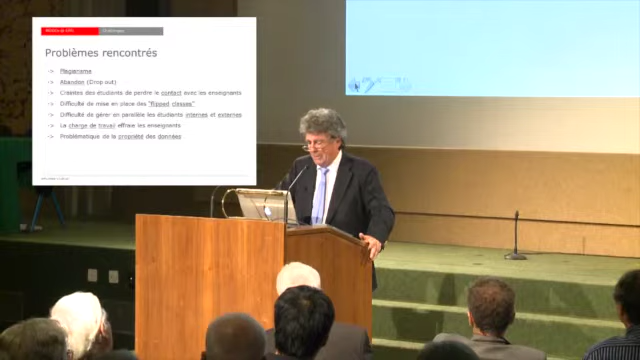 Problèmes rencontrés
-> Plagiarisme
-> Abandon (Drop out)
-> Craintes des étudiants de perdre le contact avec les enseignants
-> Difficulté de mise en place des "flipped classes"
-> Difficulté de gérer en parallèle les étudiants internes et externes
-> La charge de travail effraie les enseignants
-> Problématique de la propriété des données